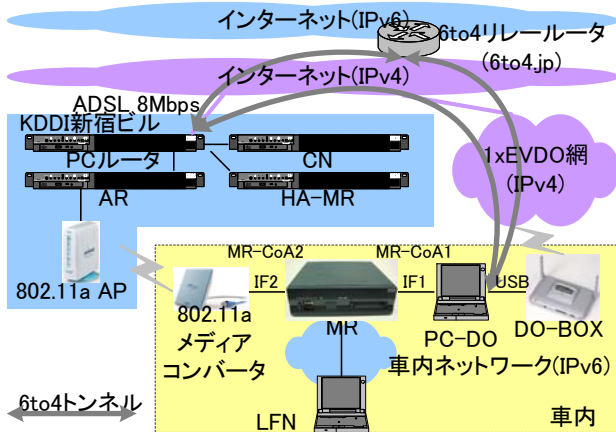 インターネット(IPv6)
6to4リレールータ
(6to4.jp)
インターネット(IPv4)
ADSL 8Mbps
KDDI新宿ビル
PCルータ
CN
1xEVDO網
(IPv4)
AR
HA-MR
MR-CoA2
MR-CoA1
802.11a AP
IF2
IF1
USB
802.11a
メディア
コンバータ
MR
PC-DO
DO-BOX
車内ネットワーク(IPv6)
6to4トンネル
LFN
車内